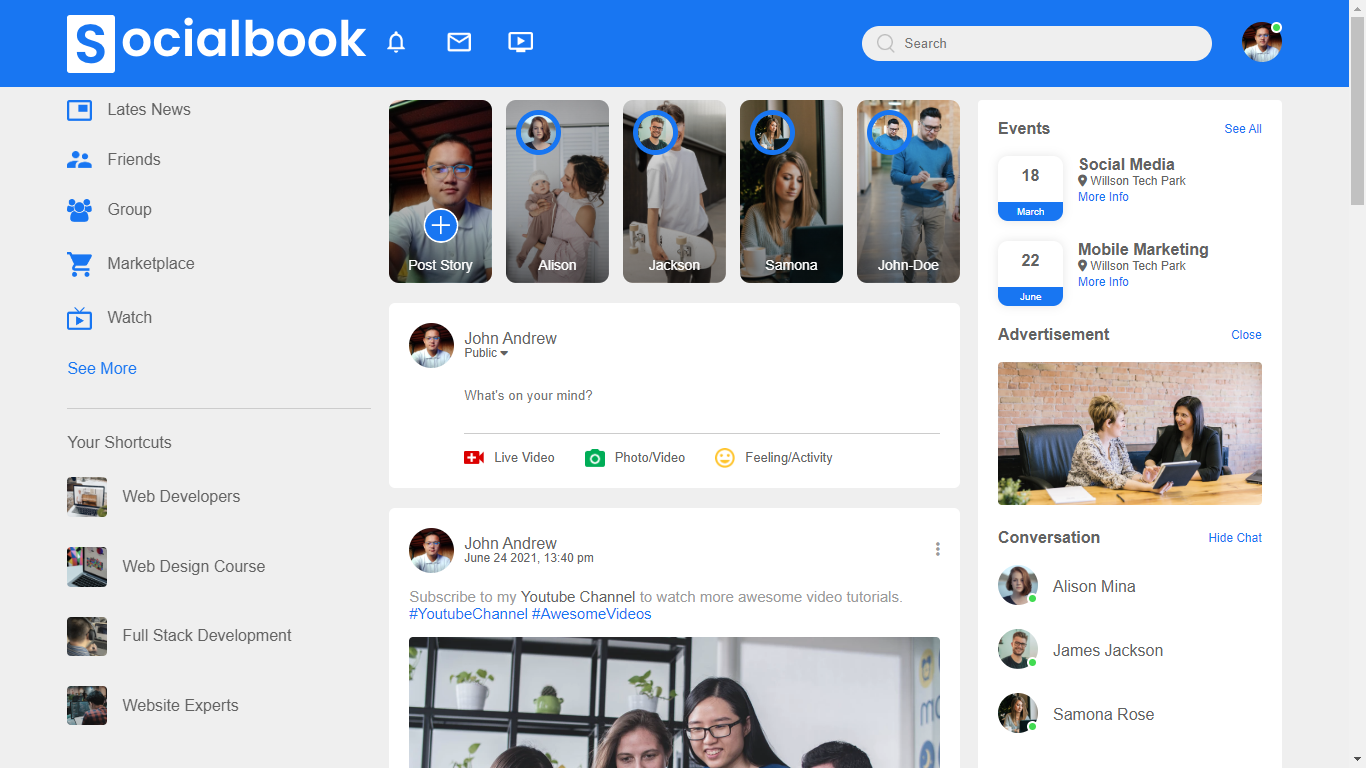 Socialbook
Search
Lates News
Friends
Group
Marketplace
Watch
See More
Your Shortcuts
Web Developers
Web Design Course
Full Stack Development
Website Experts
Post Story
Alison
Jackson
Samona
John-Doe
John Andrew
Public
What's on your mind?
Live Video
Photo/Video
Feeling/Activity
John Andrew
June 24 2021, 13:40 pm
Subscribe to my Youtube Channel to watch more awesome video tutorials.
#YoutubeChannel #AwesomeVideos
Events
See All
18
March
Social Media
Willson Tech Park
More Info
22
June
Mobile Marketing
Willson Tech Park
More Info
Advertisement
Close
Conversation
Hide Chat
Alison Mina
James Jackson
Samona Rose